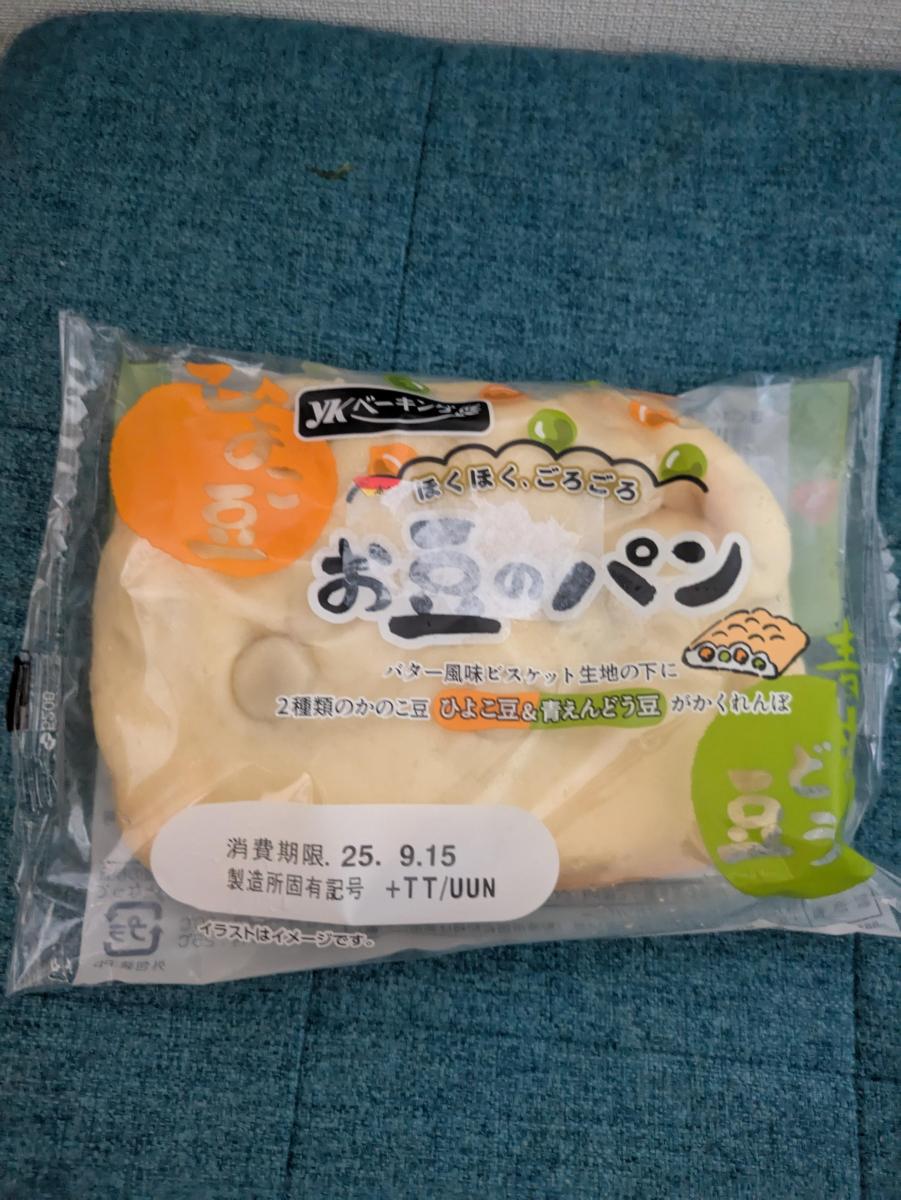 ひよこ
豆
YKベーキング
ほくほく、ごろごろ
お豆のパン
バター風味ビスケット生地の下に
2種類のかのこ豆 ひよこ豆&青えんどう豆 がかくれんぼ
どう
豆
消費期限. 25. 9.15
製造所固有記号 +TT/UUN
イラストはイメージです。
プラ
2508